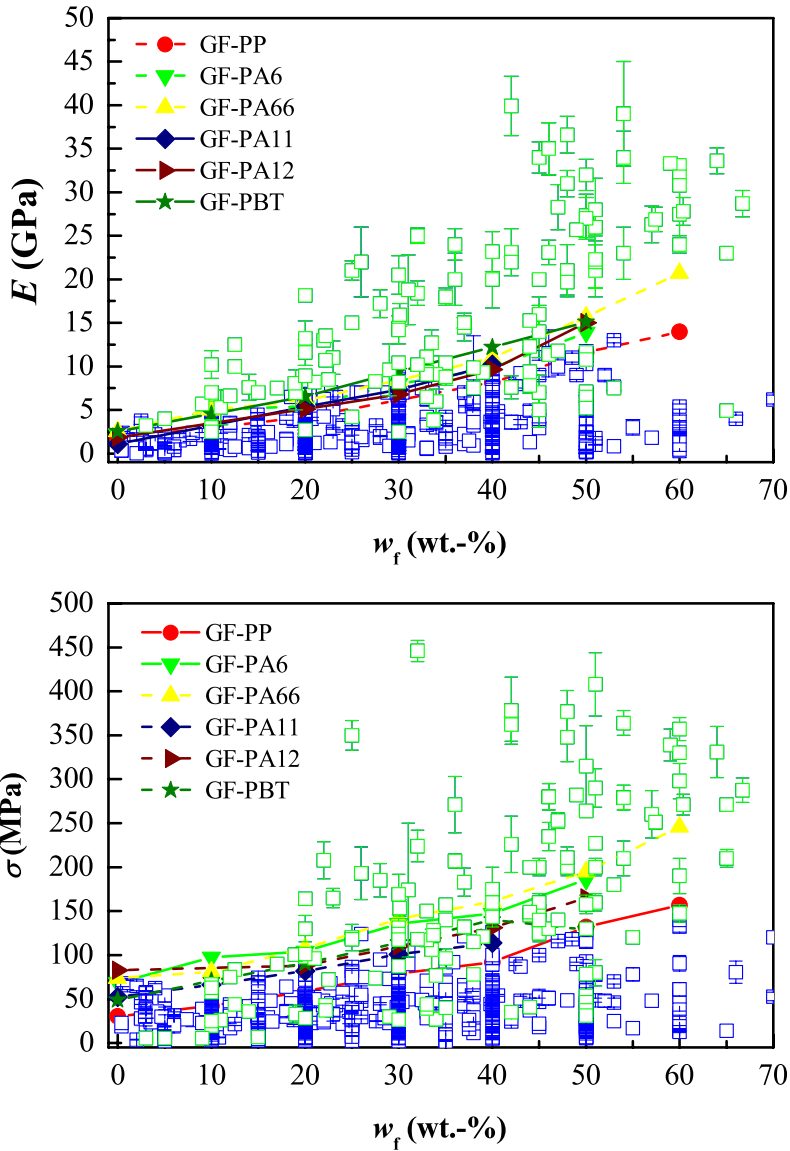 50
45
40
35
30
25
20
15
10
5
0
E (GPa)
GF-PP
GF-PA6
GF-PA66
GF-PA11
GF-PA12
GF-PBT
0 10 20 30 40 50 60 70
wf (wt.-%)
500
450
400
350
300
250
200
150
100
50
0
σ (MPa)
GF-PP
GF-PA6
GF-PA66
GF-PA11
GF-PA12
GF-PBT
0 10 20 30 40 50 60 70
wf (wt.-%)